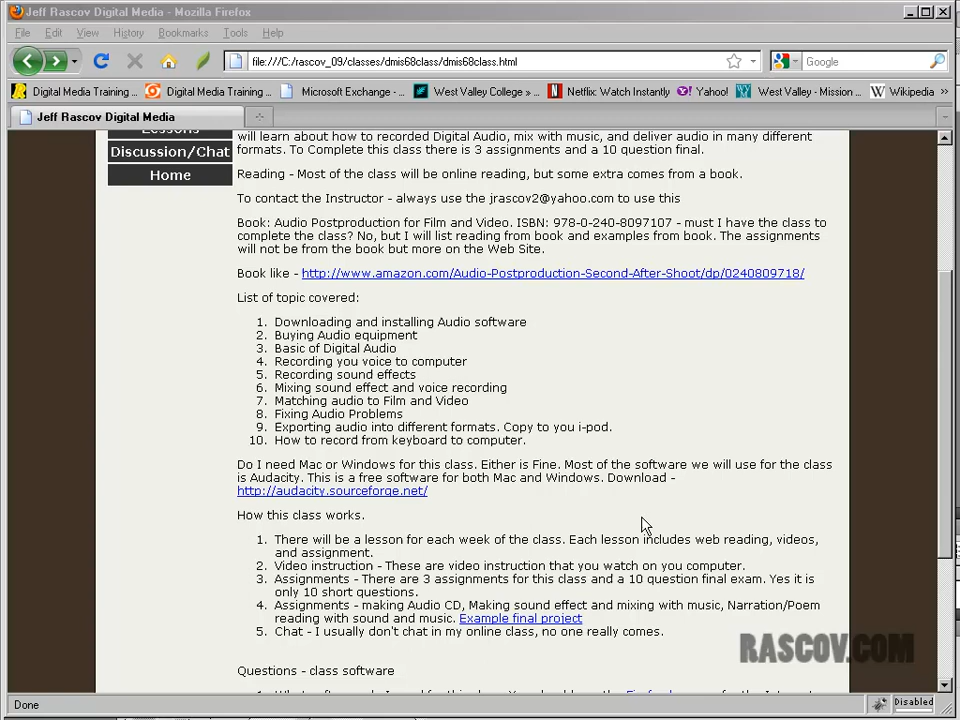 Jeff Rascov Digital Media - Mozilla Firefox
File Edit View History Bookmarks Tools Help
file:///C:/rascov_09/classes/dmis68class/dmis68class.html
Google
Digital Media Training ... Digital Media Training ... Microsoft Exchange - ... West Valley College » ... Netflix: Watch Instantly Yahoo! West Valley - Mission ... Wikipedia »
Jeff Rascov Digital Media
Lessons
Discussion/Chat
Home
will learn about how to recorded Digital Audio, mix with music, and deliver audio in many different
formats. To Complete this class there is 3 assignments and a 10 question final.
Reading - Most of the class will be online reading, but some extra comes from a book.
To contact the Instructor - always use the jrascov2@yahoo.com to use this
Book: Audio Postproduction for Film and Video. ISBN: 978-0-240-8097107 - must I have the class to
complete the class? No, but I will list reading from book and examples from book. The assignments
will not be from the book but more on the Web Site.
Book like - http://www.amazon.com/Audio-Postproduction-Second-After-Shoot/dp/0240809718/
List of topic covered:
1. Downloading and installing Audio software
2. Buying Audio equipment
3. Basic of Digital Audio
4. Recording you voice to computer
5. Recording sound effects
6. Mixing sound effect and voice recording
7. Matching audio to Film and Video
8. Fixing Audio Problems
9. Exporting audio into different formats. Copy to you i-pod.
10. How to record from keyboard to computer.
Do I need Mac or Windows for this class. Either is Fine. Most of the software we will use for the class
is Audacity. This is a free software for both Mac and Windows. Download -
http://audacity.sourceforge.net/
How this class works.
1. There will be a lesson for each week of the class. Each lesson includes web reading, videos,
and assignment.
2. Video instruction - These are video instruction that you watch on you computer.
3. Assignments - There are 3 assignments for this class and a 10 question final exam. Yes it is
only 10 short questions.
4. Assignments - making Audio CD, Making sound effect and mixing with music, Narration/Poem
reading with sound and music. Example final project
5. Chat - I usually don't chat in my online class, no one really comes.
RASCOV.COM
Questions - class software
Done
Disabled